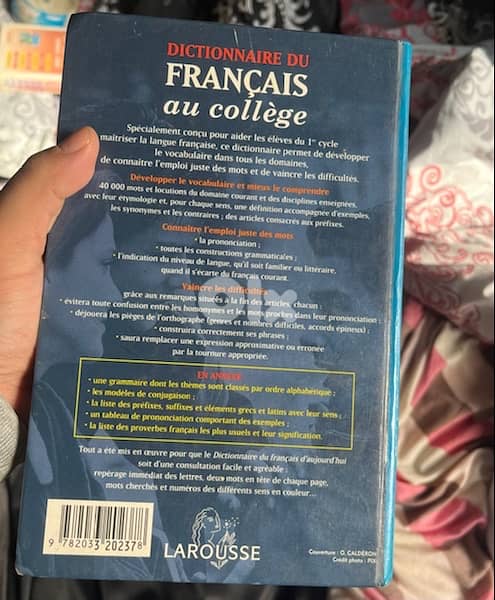 DICTIONNAIRE DU
FRANÇAIS
au collège
Spécialement conçu pour aider les élèves du 1er cycle
à maîtriser la langue française, ce dictionnaire permet de développer
le vocabulaire dans tous les domaines,
de connaître l'emploi juste des mots et de vaincre les difficultés.
Développer le vocabulaire et mieux le comprendre
40 000 mots et locutions du domaine courant et des disciplines enseignées,
avec leur étymologie et, pour chaque sens, une définition accompagnée d'exemples,
les synonymes et les contraires ; des articles consacrés aux préfixes.
Connaître l'emploi juste des mots
• la prononciation ;
• toutes les constructions grammaticales ;
• l'indication du niveau de langue, qu'il soit familier ou littéraire,
quand il s'écarte du français courant.
Vaincre les difficultés
grâce aux remarques situées à la fin des articles, chacun :
• évitera toute confusion entre les homonymes et les mots proches dans leur prononciation ;
• déjouera les pièges de l'orthographe (genres et nombres difficiles, accords épineux) ;
• construira correctement ses phrases ;
• saura remplacer une expression approximative ou erronée
par la tournure appropriée.
EN ANNEXE
• une grammaire dont les thèmes sont classés par ordre alphabétique ;
• les modèles de conjugaison ;
• la liste des préfixes, suffixes et éléments grecs et latins avec leur sens ;
• un tableau de prononciation comportant des exemples ;
• la liste des proverbes français les plus usuels et leur signification.
Tout a été mis en œuvre pour que le Dictionnaire du français d'aujourd'hui
soit d'une consultation facile et agréable :
repérage immédiat des lettres, deux mots en tête de chaque page,
mots cherchés et numéros des différents sens en couleur...
9 782033 202378
LAROUSSE
Couverture : O. CALDÉRON
Crédit photo : PIX